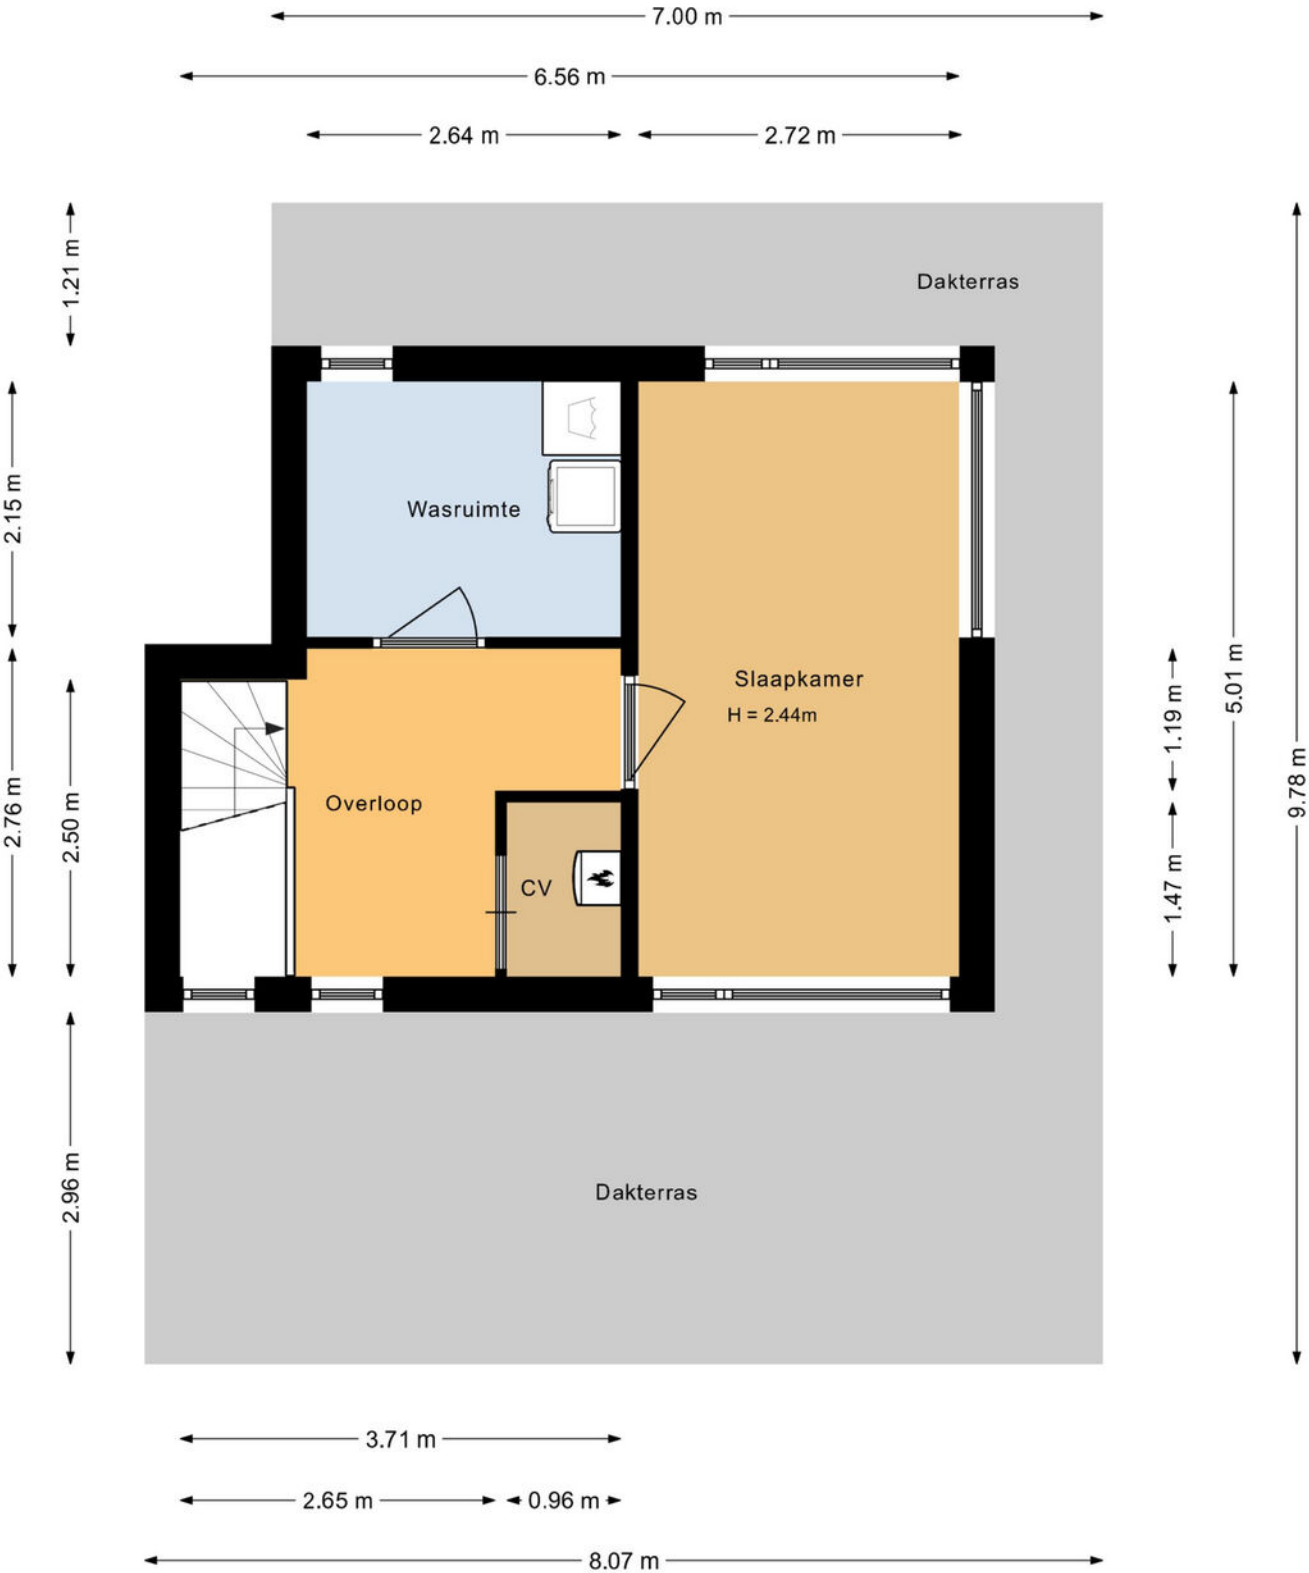 7.00 m
6.56 m
2.64 m
2.72 m
1.21 m
Dakterras
2.15 m
Wasruimte
5.01 m
Slaapkamer
H = 2.44m
1.19 m
9.78 m
2.76 m
2.50 m
Overloop
CV
1.47 m
2.96 m
Dakterras
3.71 m
2.65 m
0.96 m
8.07 m